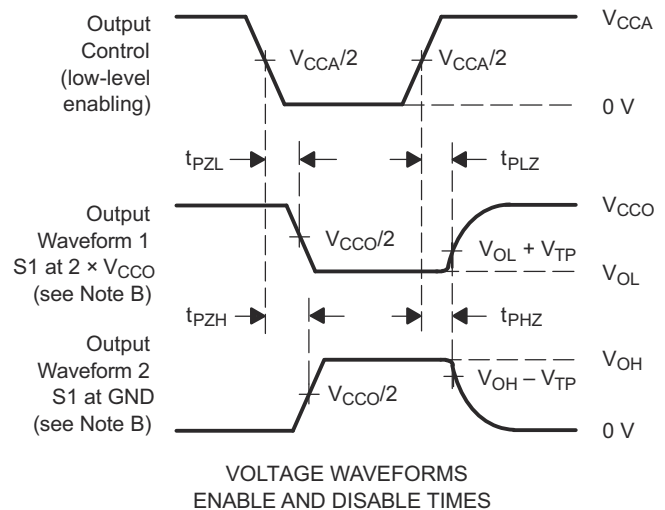 Output
Control
(low-level
enabling)
VCCA/2
VCCA/2
VCCA
0 V
tPZL
tPLZ
Output
Waveform 1
S1 at 2 × VCCO
(see Note B)
VCCO/2
VCCO
VOL + VTP
VOL
tPZH
tPHZ
Output
Waveform 2
S1 at GND
(see Note B)
VCCO/2
VOH
VOH – VTP
0 V
VOLTAGE WAVEFORMS
ENABLE AND DISABLE TIMES